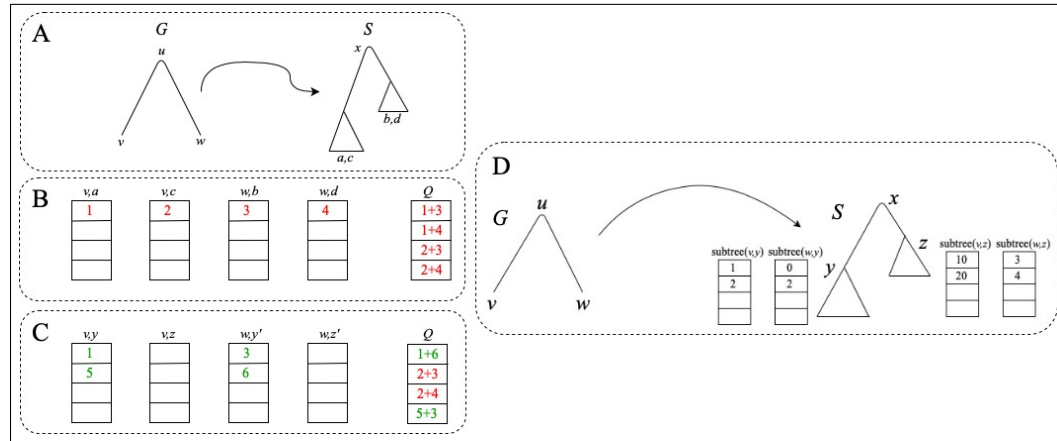 A
G
S
u
x
v
w
b,d
a,c
B
v,a v,c w,b w,d Q
1 2 3 4 1+3
1+4
2+3
2+4
C
v,y v,z w,y′ w,z′ Q
1 3 1+6
5 6 2+3
2+4
5+3
D
G
u
S
x
v
w
y
z
subtree(v,y) subtree(w,y)
1 0
2 2
subtree(v,z) subtree(w,z)
10 3
20 4